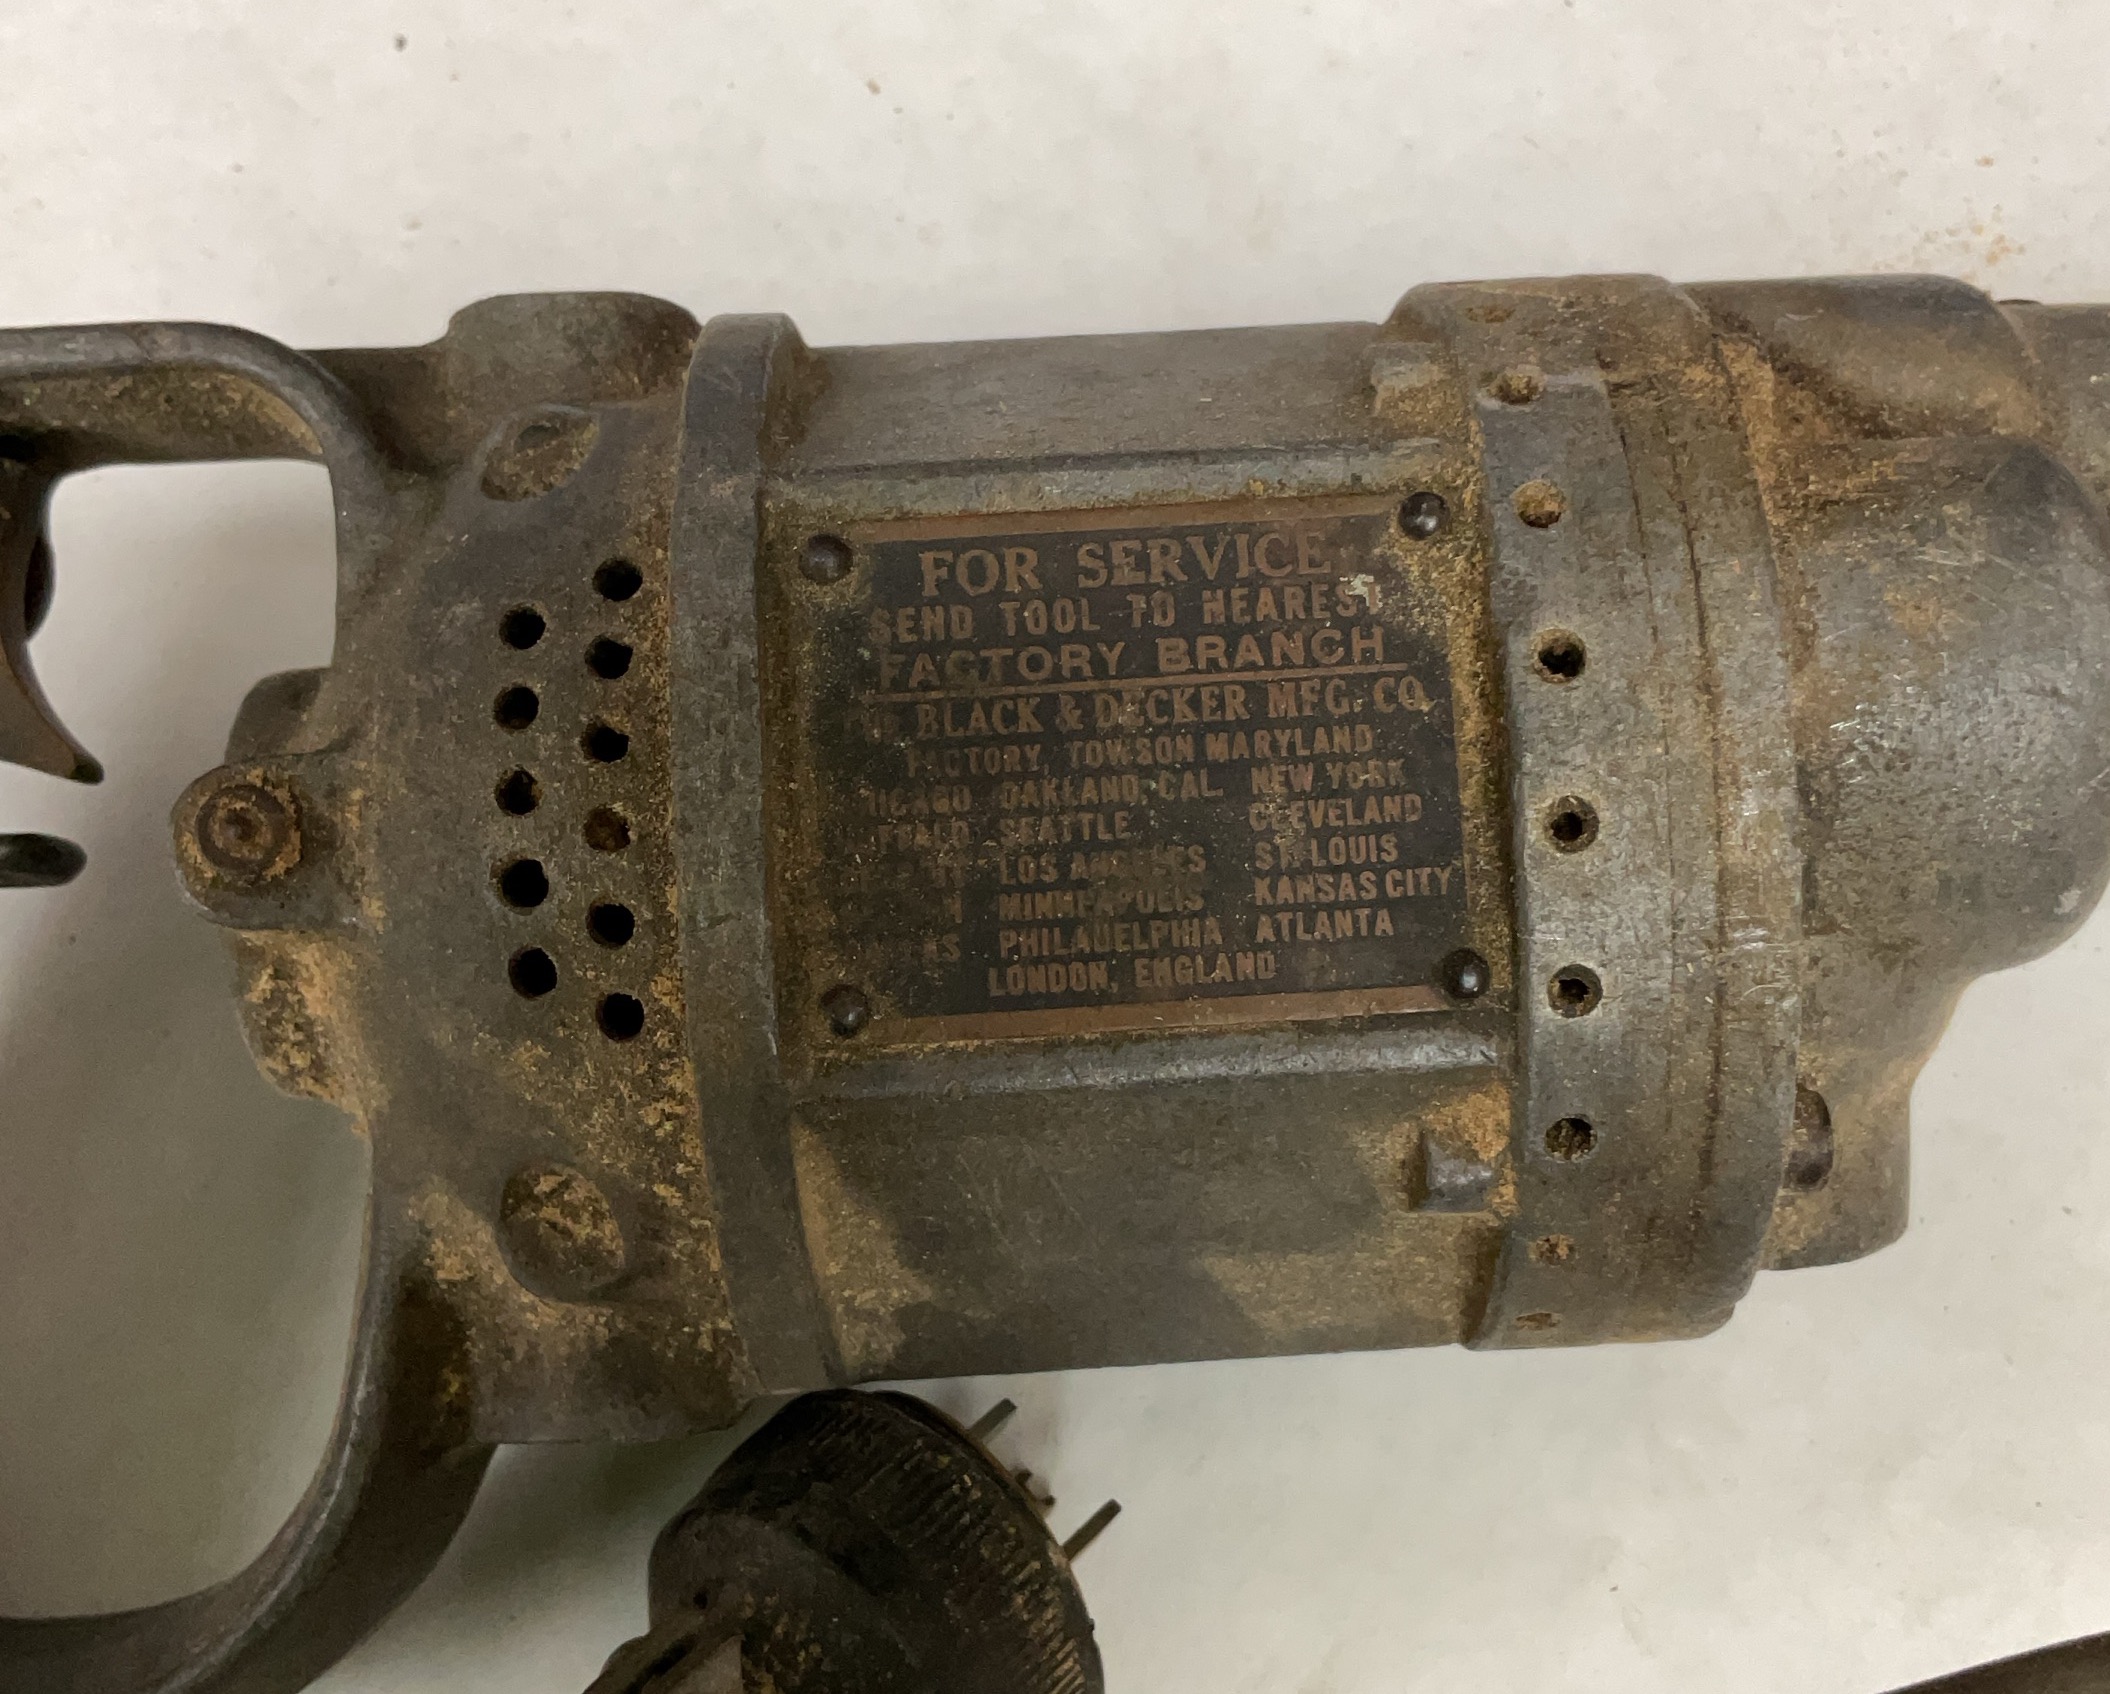 FOR SERVICE
SEND TOOL TO NEAREST
FACTORY BRANCH
BLACK & DECKER MFG. CO.
FACTORY, TOWSON MARYLAND
OAKLAND, CAL. NEW YORK
SEATTLE CLEVELAND
LOS ANGELES ST. LOUIS
MINNEAPOLIS KANSAS CITY
PHILADELPHIA ATLANTA
LONDON, ENGLAND